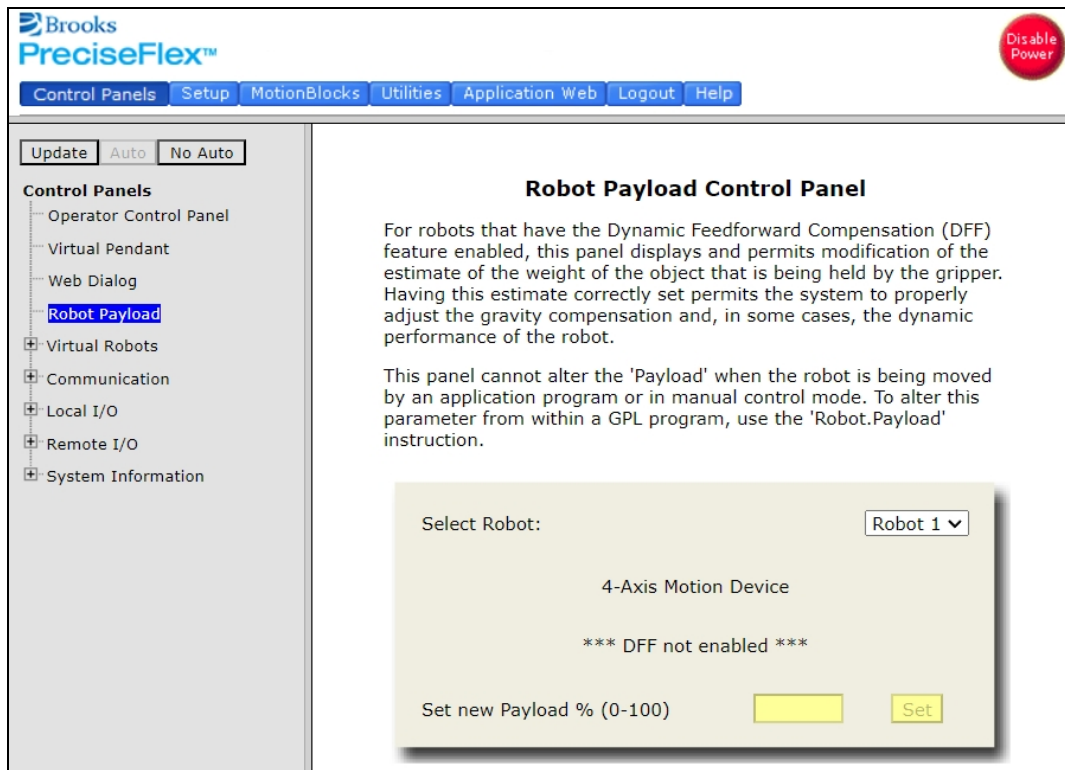 Brooks
PreciseFlex™
Disable
Power
Control Panels Setup MotionBlocks Utilities Application Web Logout Help
Update Auto No Auto
Control Panels
Operator Control Panel
Virtual Pendant
Web Dialog
Robot Payload
Virtual Robots
Communication
Local I/O
Remote I/O
System Information
Robot Payload Control Panel
For robots that have the Dynamic Feedforward Compensation (DFF)
feature enabled, this panel displays and permits modification of the
estimate of the weight of the object that is being held by the gripper.
Having this estimate correctly set permits the system to properly
adjust the gravity compensation and, in some cases, the dynamic
performance of the robot.
This panel cannot alter the 'Payload' when the robot is being moved
by an application program or in manual control mode. To alter this
parameter from within a GPL program, use the 'Robot.Payload'
instruction.
Select Robot: Robot 1
4-Axis Motion Device
*** DFF not enabled ***
Set new Payload % (0-100) Set